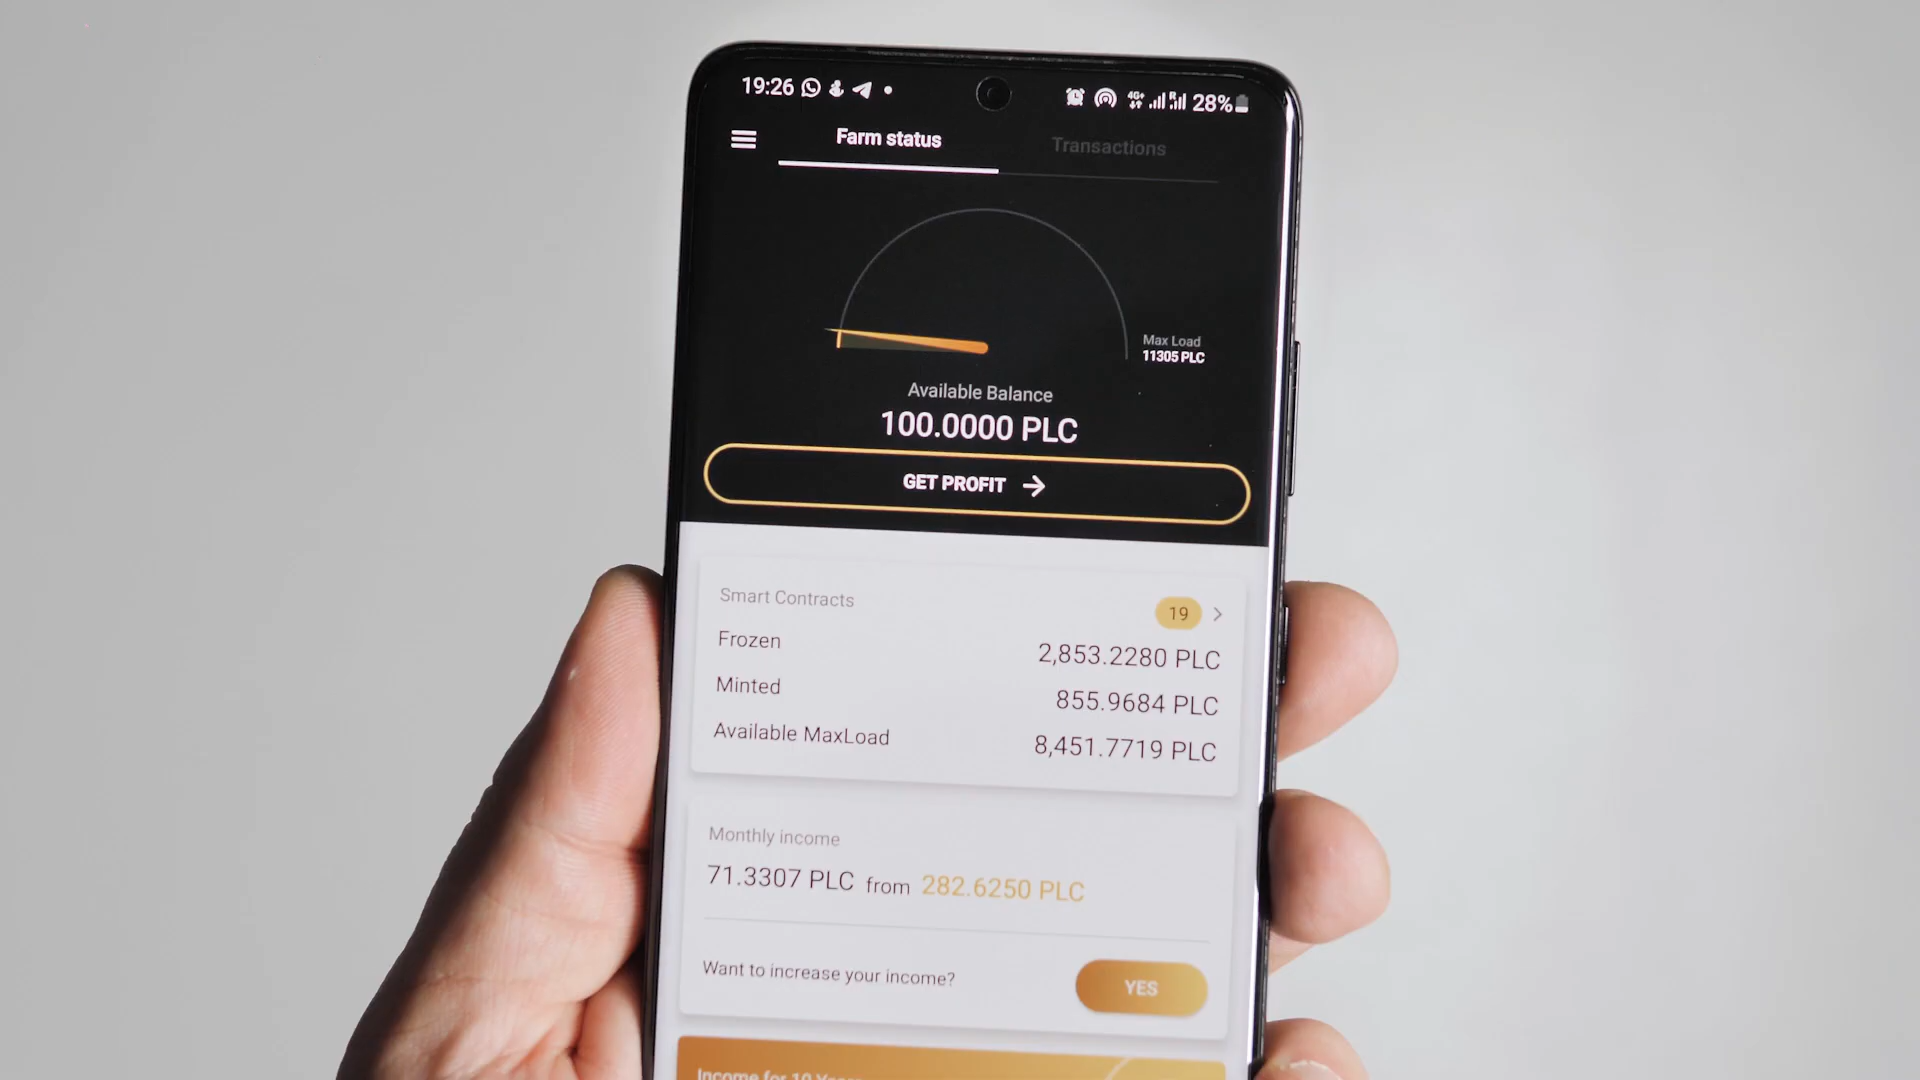 19:26 4G+ R 28%
Farm status Transactions
Max Load
11305 PLC
Available Balance
100.0000 PLC
GET PROFIT →
Smart Contracts 19 >
Frozen 2,853.2280 PLC
Minted 855.9684 PLC
Available MaxLoad 8,451.7719 PLC
Monthly income
71.3307 PLC from 282.6250 PLC
Want to increase your income? YES
Income for 10 Years